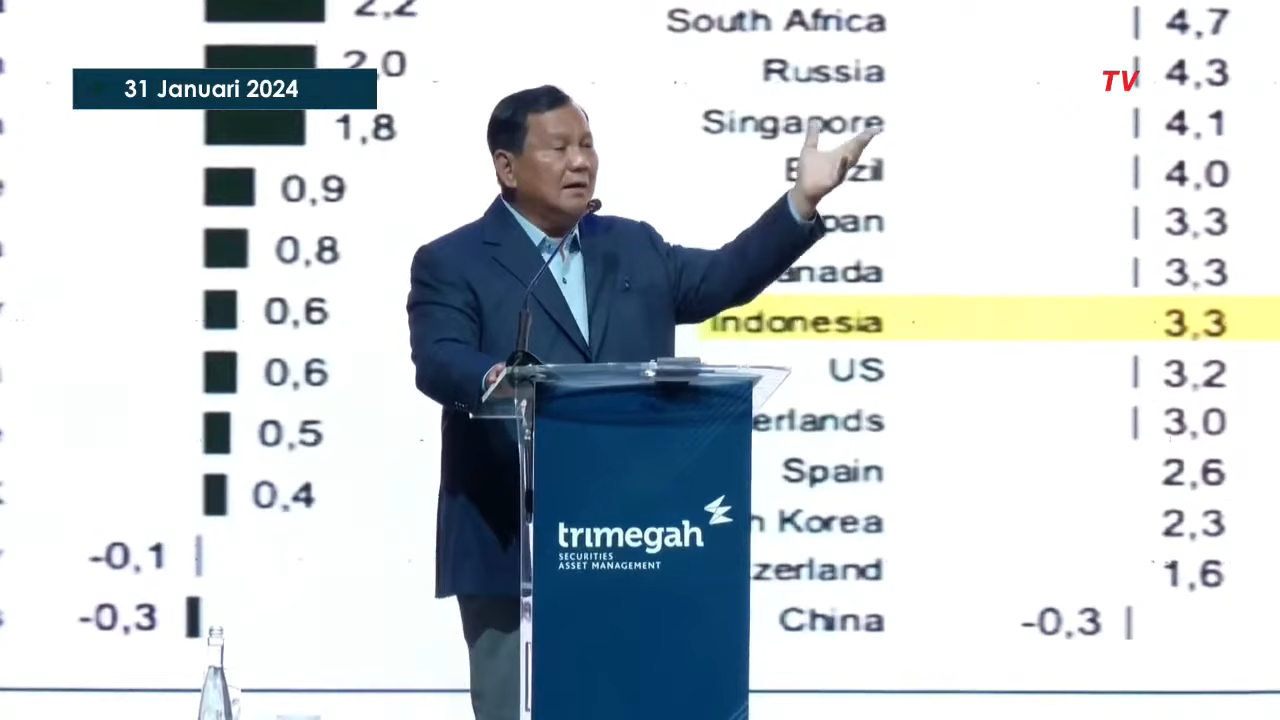 2,2
2,0
1,8
0,9
0,8
0,6
0,6
0,5
0,4
-0,1
-0,3
South Africa 4,7
Russia 4,3
Singapore 4,1
4,0
3,3
3,3
Indonesia 3,3
US 3,2
3,0
Spain 2,6
Korea 2,3
1,6
China -0,3
31 Januari 2024
TV
trimegah
SECURITIES
ASSET MANAGEMENT